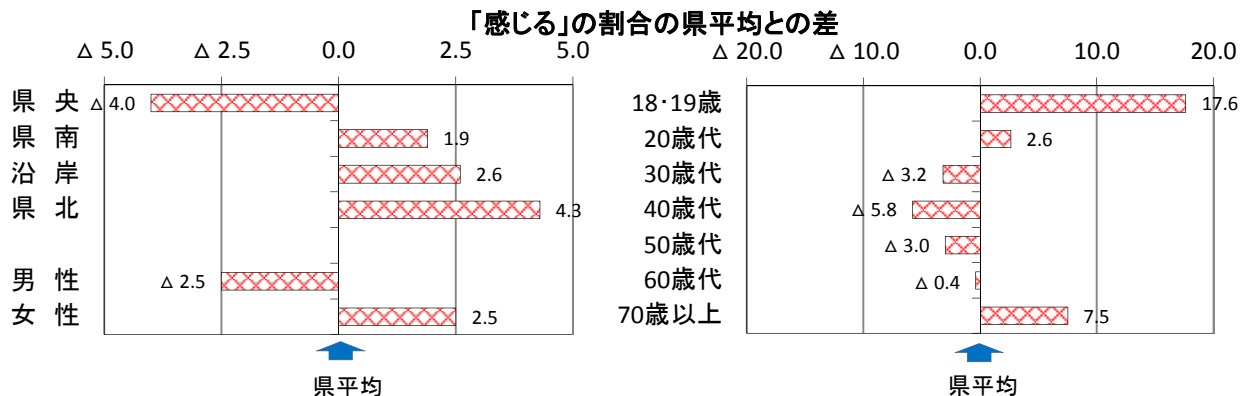 「感じる」の割合の県平均との差
△ 5.0 △ 2.5 0.0 2.5 5.0
県 央 △ 4.0
県 南 1.9
沿 岸 2.6
県 北 4.3
男 性 △ 2.5
女 性 2.5
県平均
△ 20.0 △ 10.0 0.0 10.0 20.0
18・19歳 17.6
20歳代 2.6
30歳代 △ 3.2
40歳代 △ 5.8
50歳代 △ 3.0
60歳代 △ 0.4
70歳以上 7.5
県平均